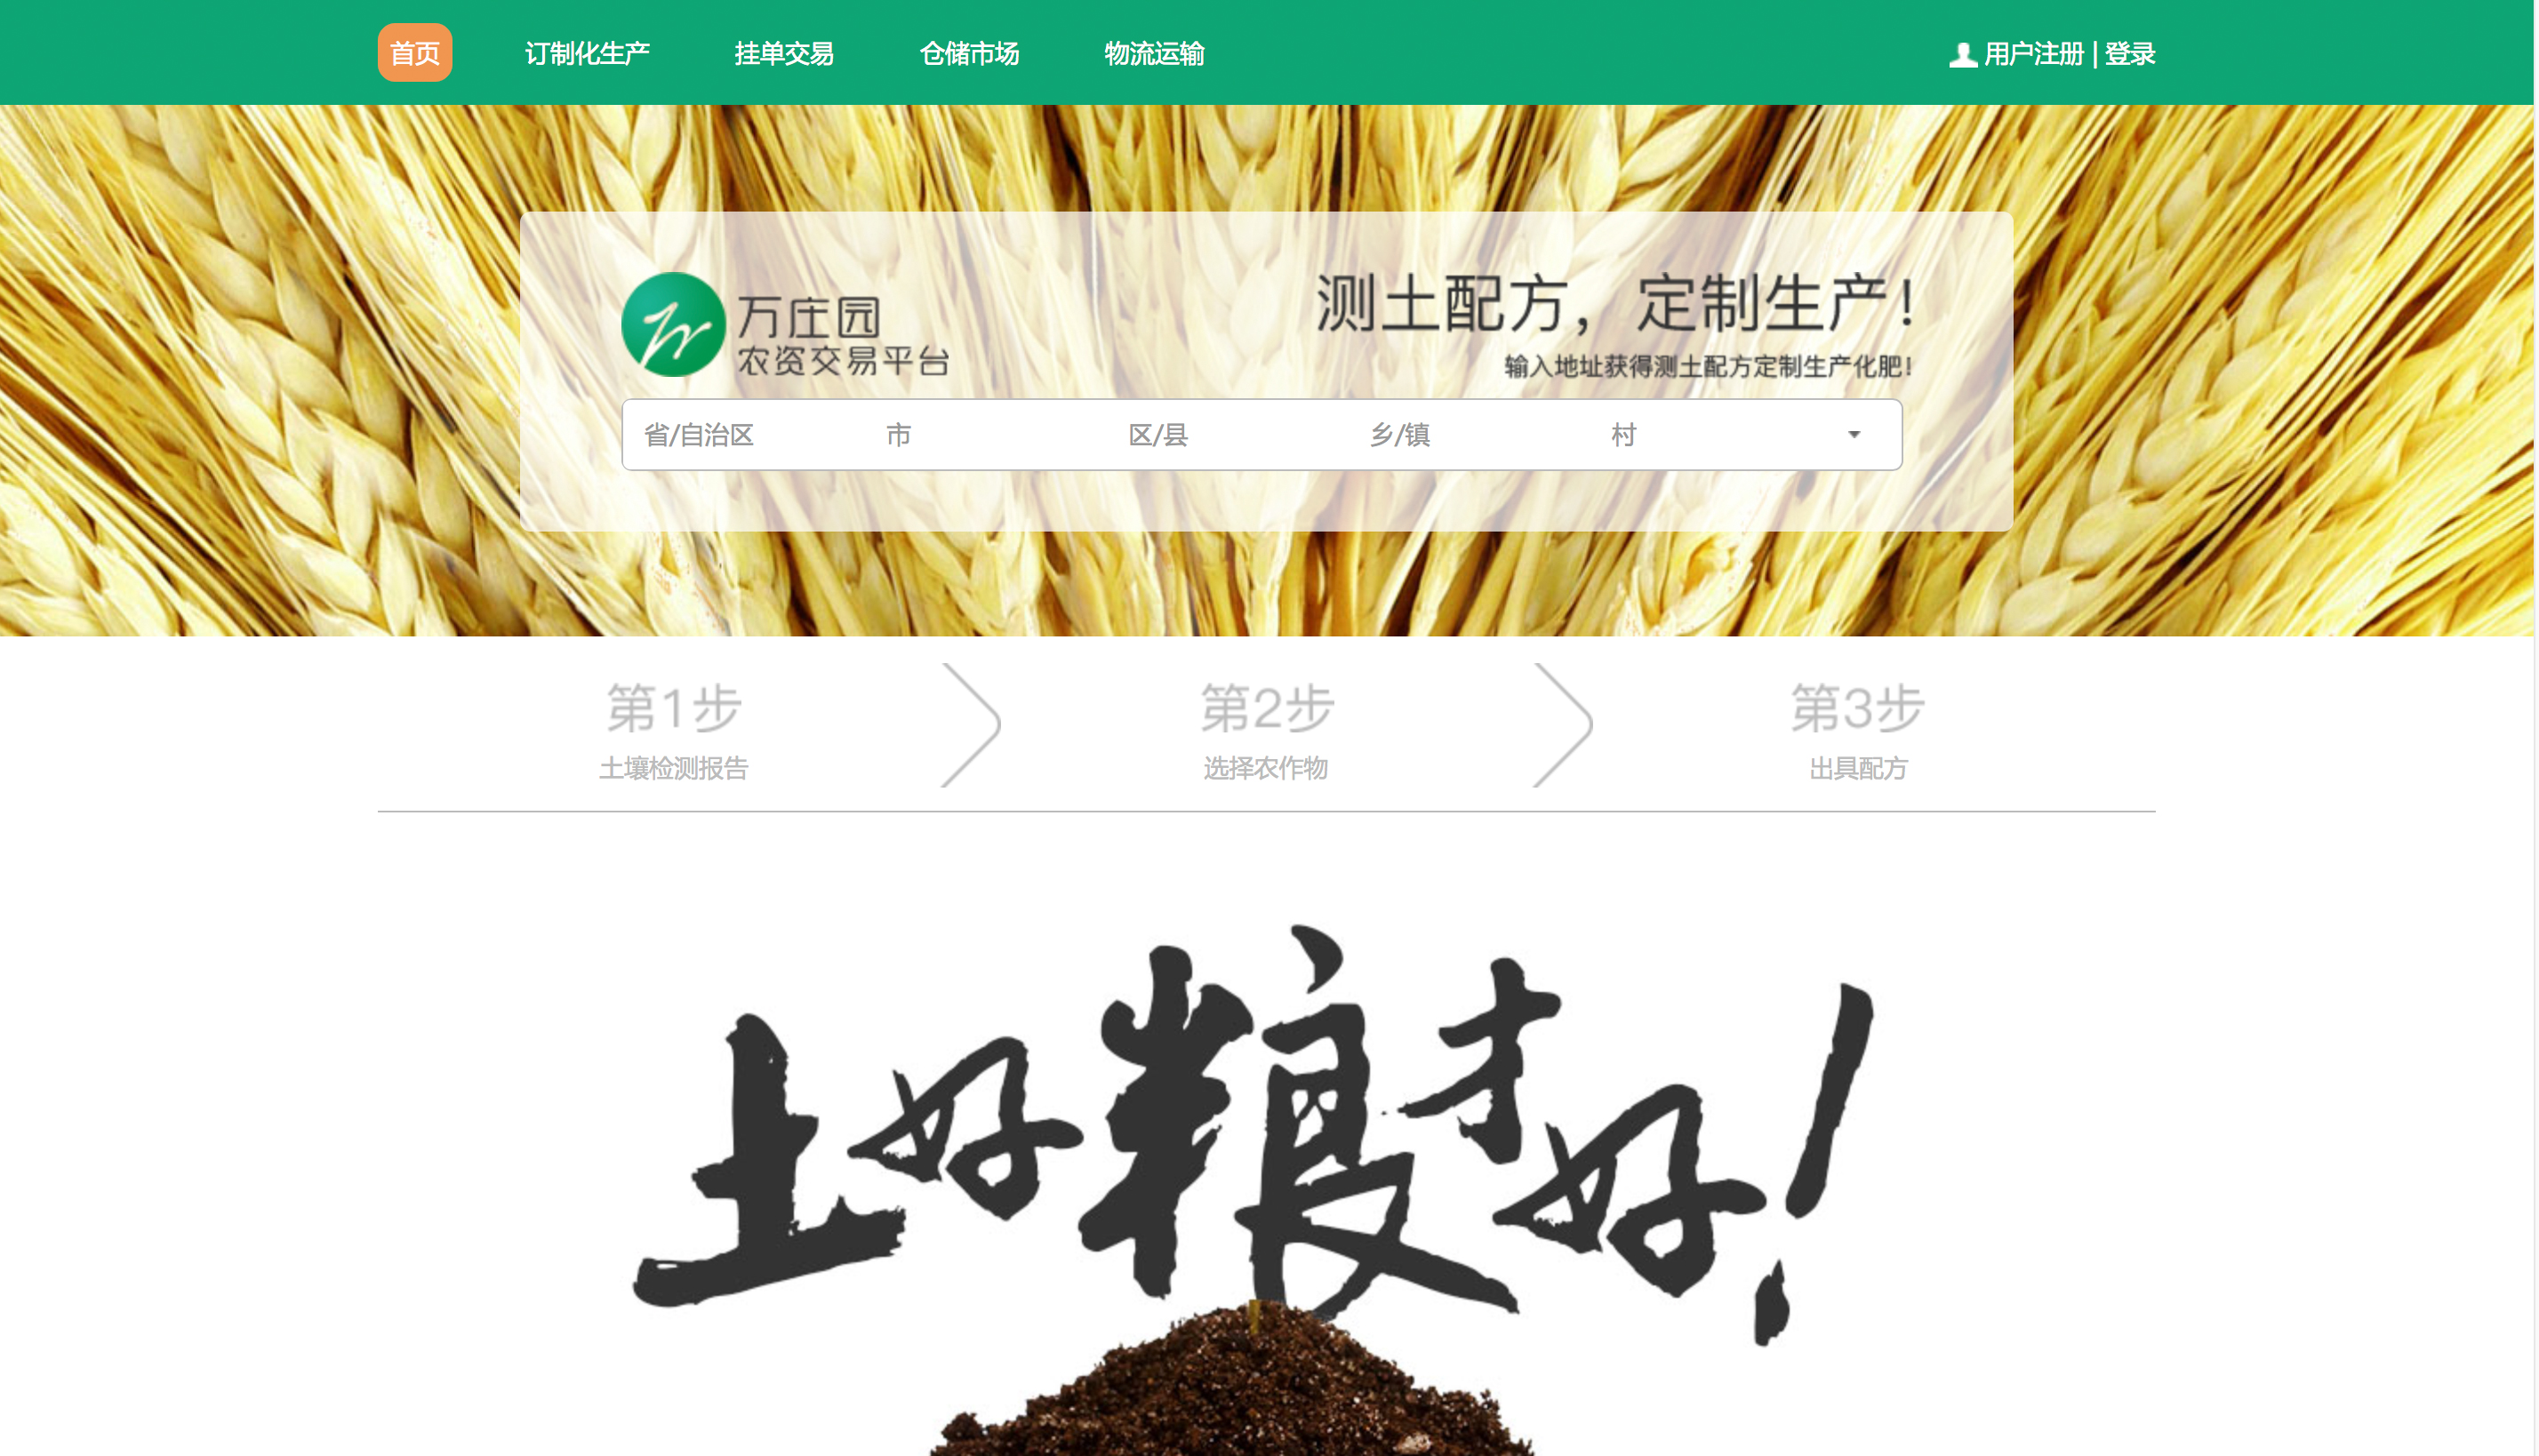 首页 订制化生产 挂单交易 仓储市场 物流运输 用户注册 | 登录
万庄园
农资交易平台
测土配方，定制生产！
输入地址获得测土配方定制生产化肥！
省/自治区 市 区/县 乡/镇 村
第1步 第2步 第3步
土壤检测报告 选择农作物 出具配方
土好粮才好！